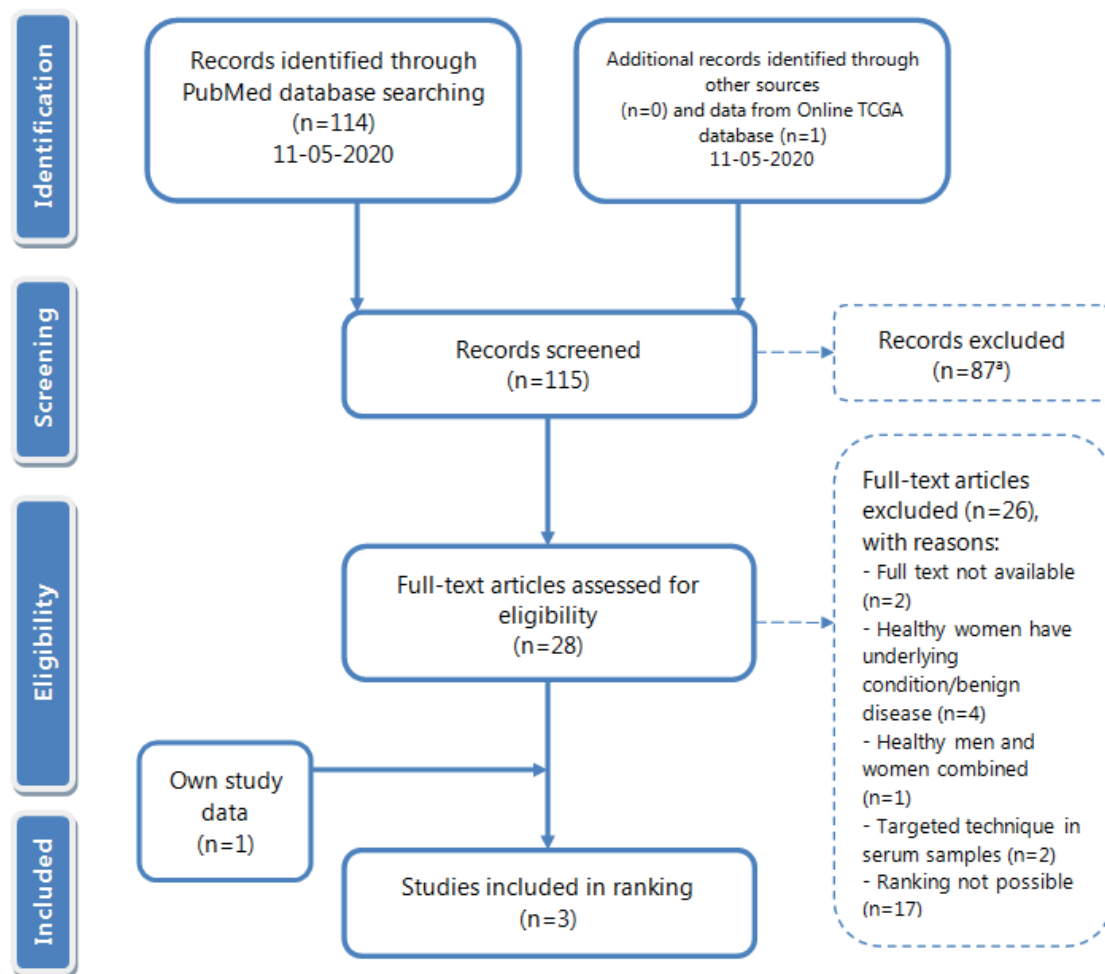 Identification
Records identified through
PubMed database searching
(n=114)
11-05-2020
Additional records identified through
other sources
(n=0) and data from Online TCGA
database (n=1)
11-05-2020
Screening
Records screened
(n=115)
Records excluded
(n=87ª)
Eligibility
Full-text articles assessed for
eligibility
(n=28)
Full-text articles
excluded (n=26),
with reasons:
- Full text not available
(n=2)
- Healthy women have
underlying
condition/benign
disease (n=4)
- Healthy men and
women combined
(n=1)
- Targeted technique in
serum samples (n=2)
- Ranking not possible
(n=17)
Own study
data
(n=1)
Included
Studies included in ranking
(n=3)